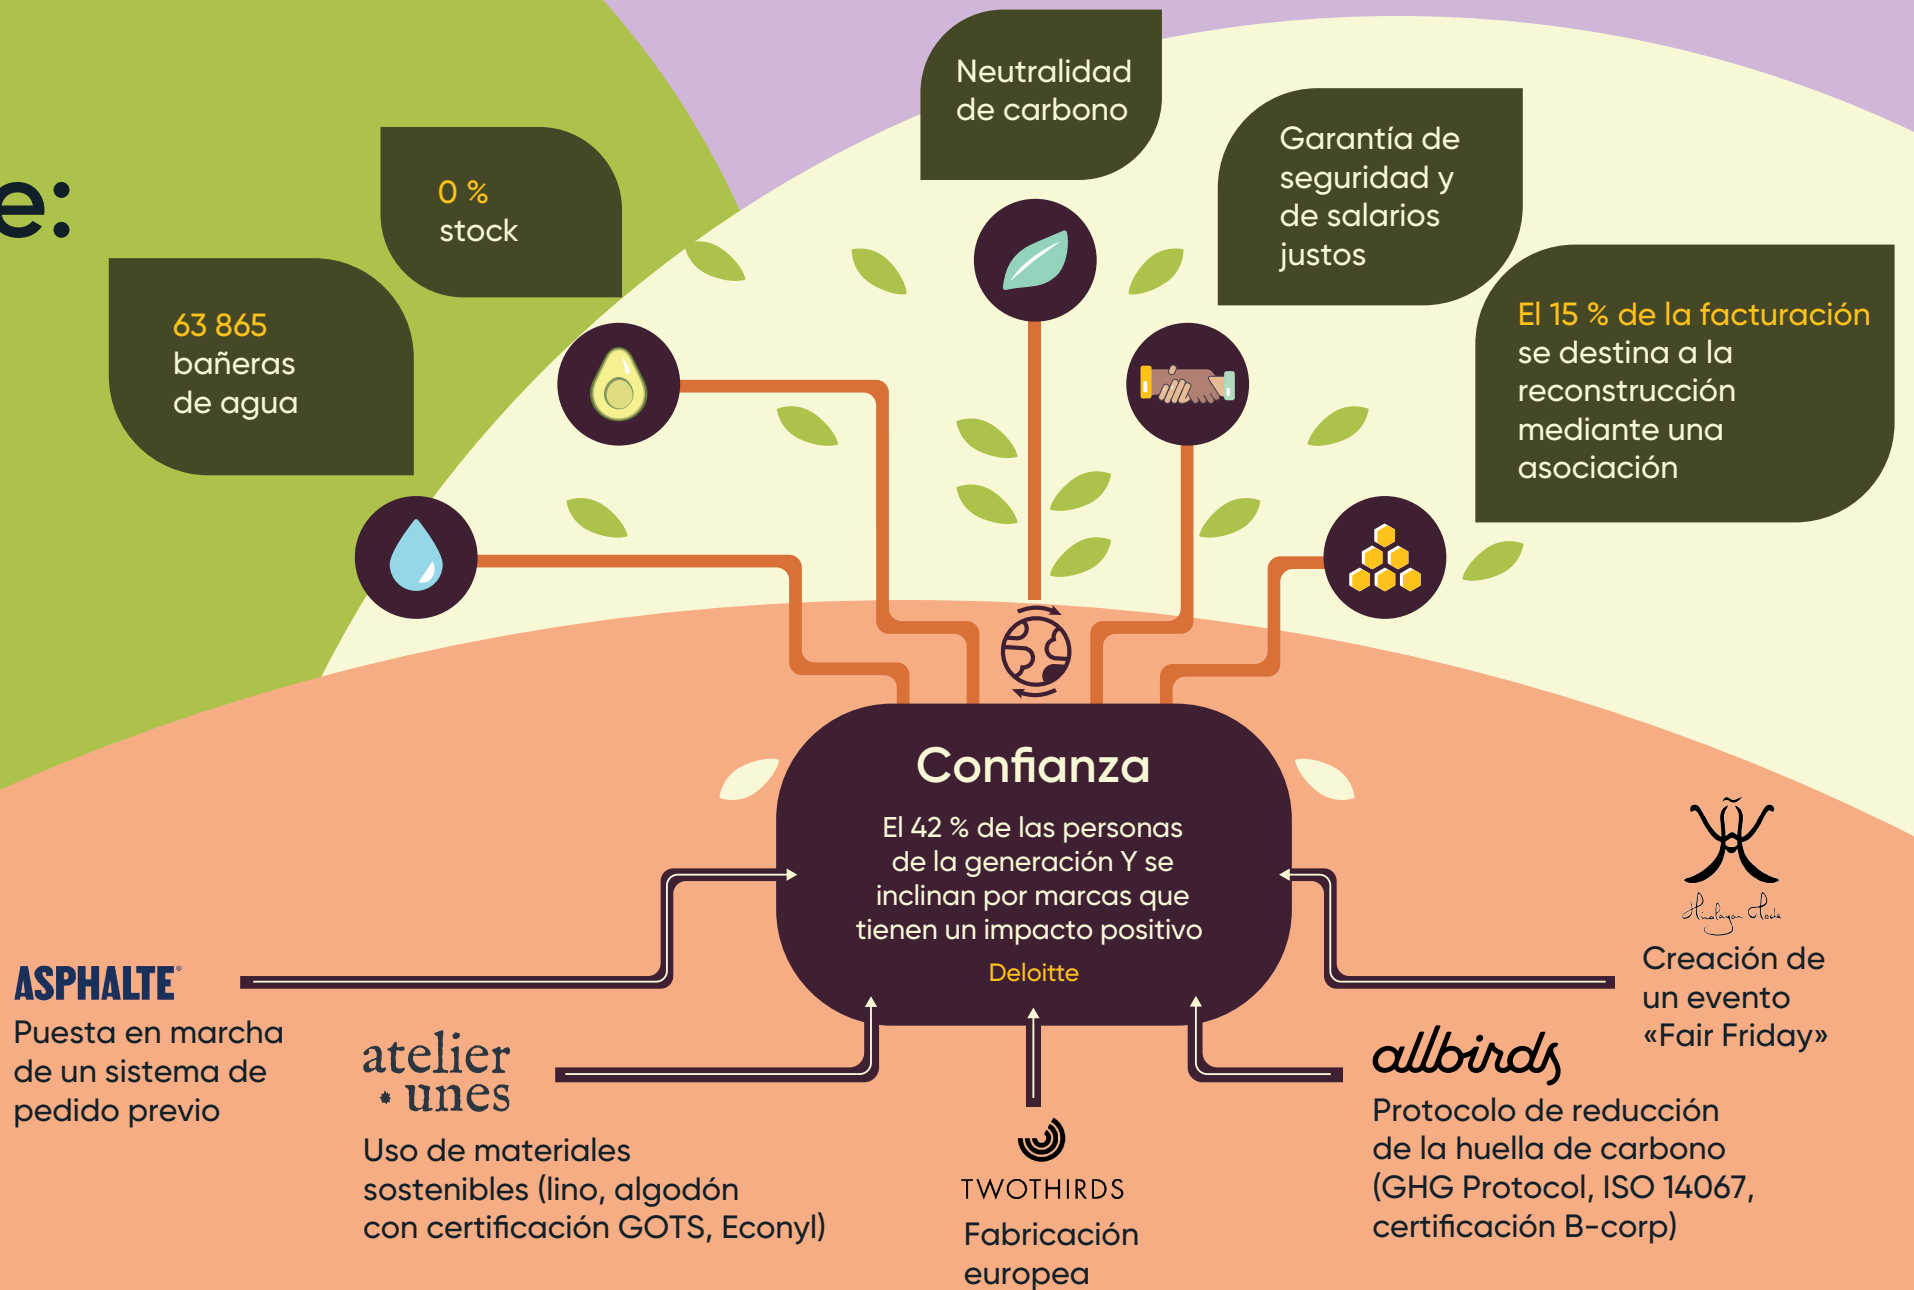 e:
Neutralidad
de carbono
0 %
stock
Garantía de
seguridad y
de salarios
justos
63 865
bañeras
de agua
El 15 % de la facturación
se destina a la
reconstrucción
mediante una
asociación
Confianza
El 42 % de las personas
de la generación Y se
inclinan por marcas que
tienen un impacto positivo
Deloitte
ASPHALTE®
Puesta en marcha
de un sistema de
pedido previo
atelier
unes
Uso de materiales
sostenibles (lino, algodón
con certificación GOTS, Econyl)
TWOTHIRDS
Fabricación
europea
allbirds
Protocolo de reducción
de la huella de carbono
(GHG Protocol, ISO 14067,
certificación B-corp)
Creación de
un evento
«Fair Friday»